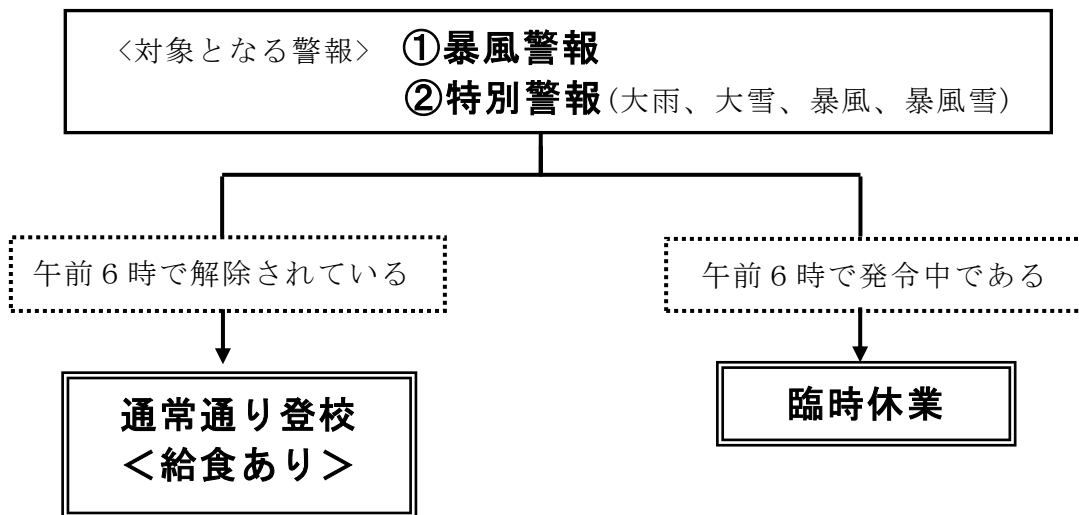 <対象となる警報> ①暴風警報
②特別警報(大雨、大雪、暴風、暴風雪)
午前6時で解除されている
午前6時で発令中である
通常通り登校
<給食あり>
臨時休業